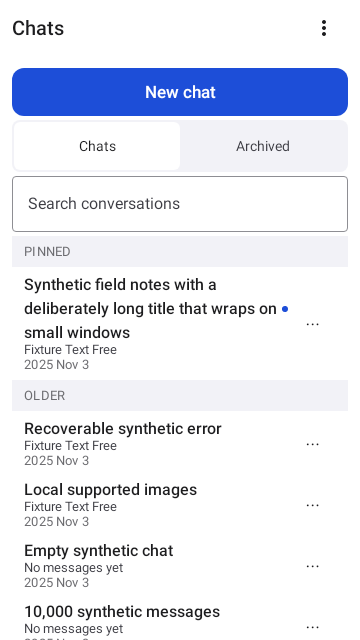 Chats
New chat
Chats
Archived
Search conversations
PINNED
Synthetic field notes with a
deliberately long title that wraps on
small windows
Fixture Text Free
2025 Nov 3
OLDER
Recoverable synthetic error
Fixture Text Free
2025 Nov 3
Local supported images
Fixture Text Free
2025 Nov 3
Empty synthetic chat
No messages yet
2025 Nov 3
10,000 synthetic messages
No messages yet